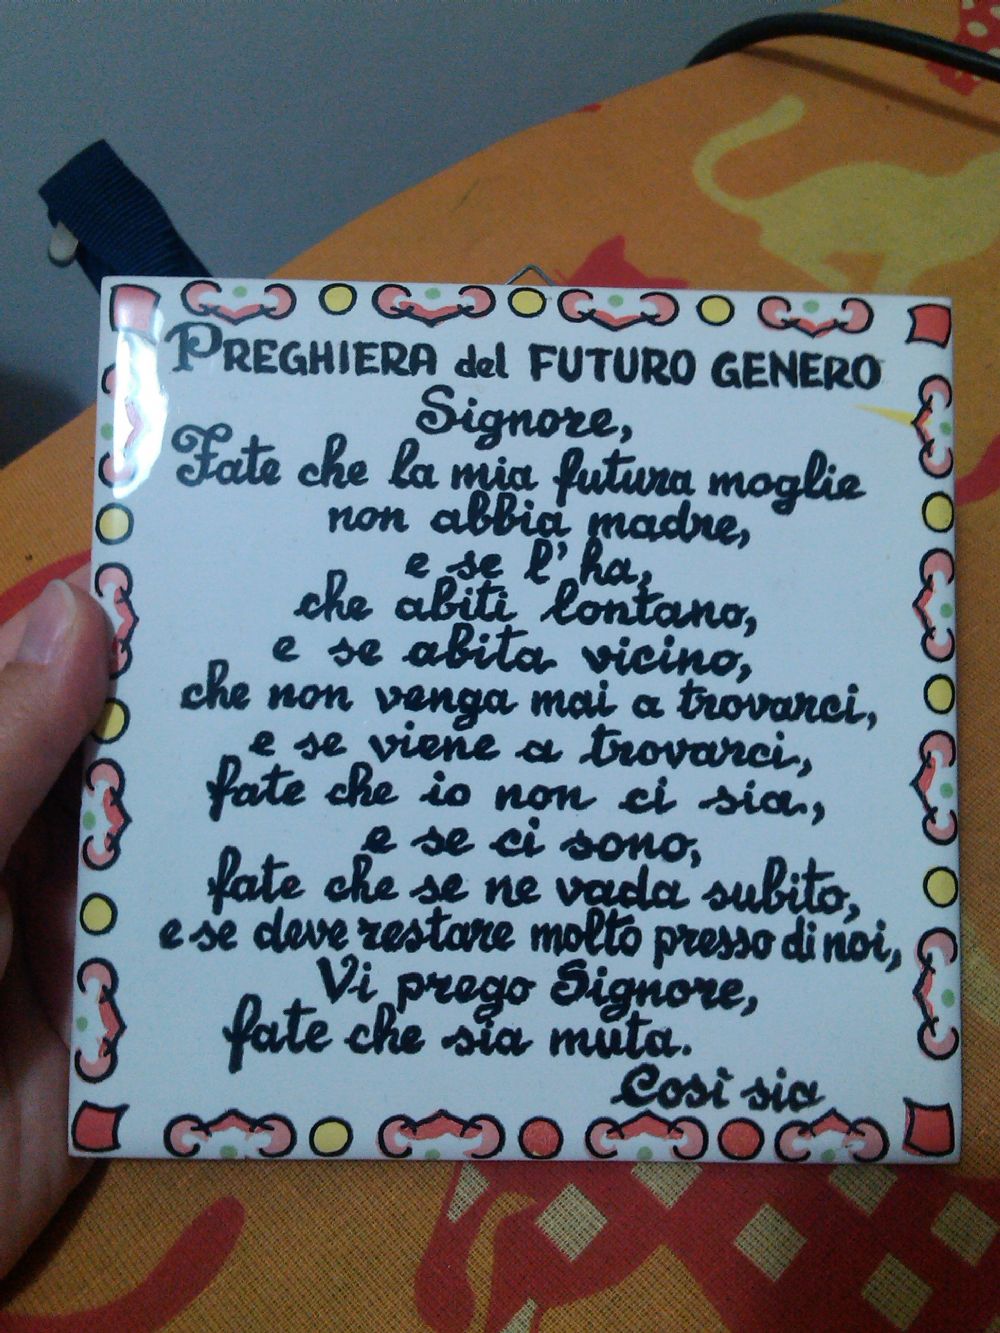 PREGHIERA del FUTURO GENERO
Signore,
Fate che la mia futura moglie
non abbia madre,
e se l'ha,
che abiti lontano,
e se abita vicino,
che non venga mai a trovarci,
e se viene a trovarci,
fate che io non ci sia,
e se ci sono,
fate che se ne vada subito,
e se deve restare molto presso di noi,
Vi prego Signore,
fate che sia muta.
Così sia